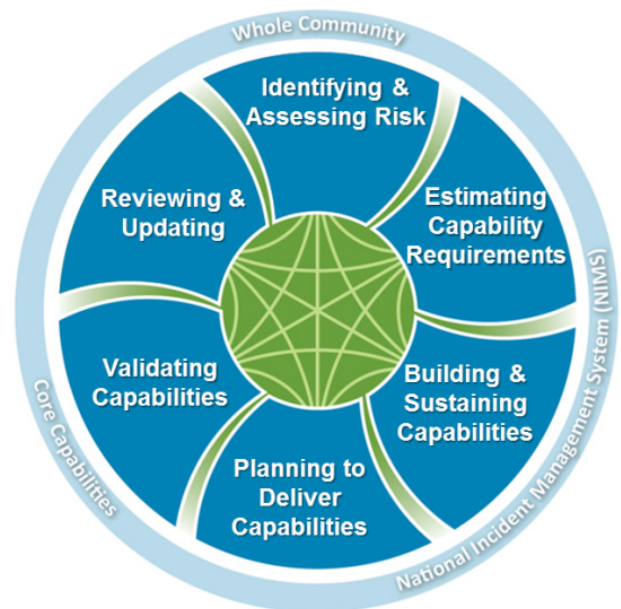 Whole Community
Identifying &
Assessing Risk
Estimating
Capability
Requirements
Building &
Sustaining
Capabilities
Planning to
Deliver
Capabilities
Validating
Capabilities
Reviewing &
Updating
National Incident Management System (NIMS)
Core Capabilities